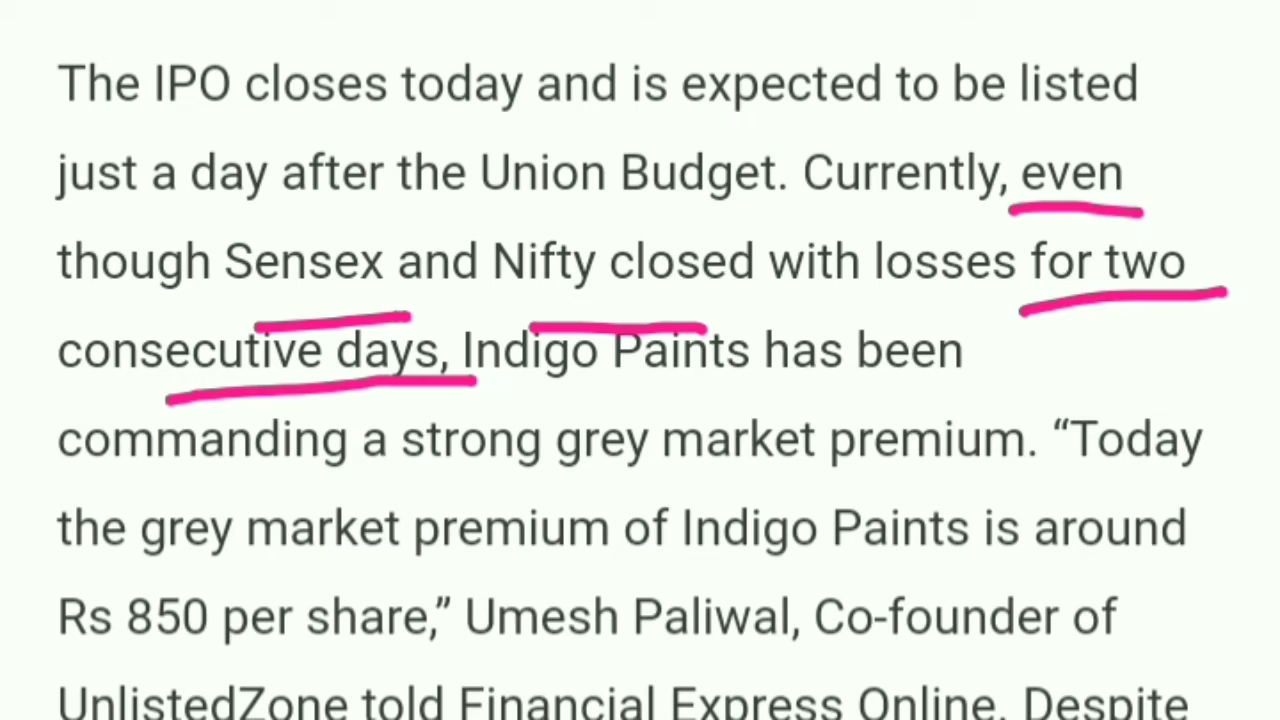 The IPO closes today and is expected to be listed
just a day after the Union Budget. Currently, even
though Sensex and Nifty closed with losses for two
consecutive days, Indigo Paints has been
commanding a strong grey market premium. “Today
the grey market premium of Indigo Paints is around
Rs 850 per share,” Umesh Paliwal, Co-founder of
UnlistedZone told Financial Express Online. Despite